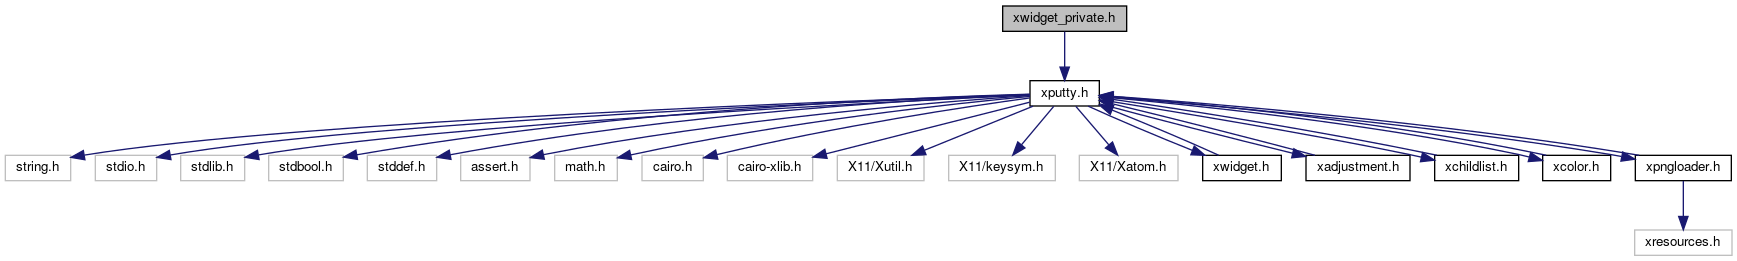 xwidget_private.h
xputty.h
string.h
stdio.h
stdlib.h
stdbool.h
stddef.h
assert.h
math.h
cairo.h
cairo-xlib.h
X11/Xutil.h
X11/keysym.h
X11/Xatom.h
xwidget.h
xadjustment.h
xchildlist.h
xcolor.h
xpngloader.h
xresources.h